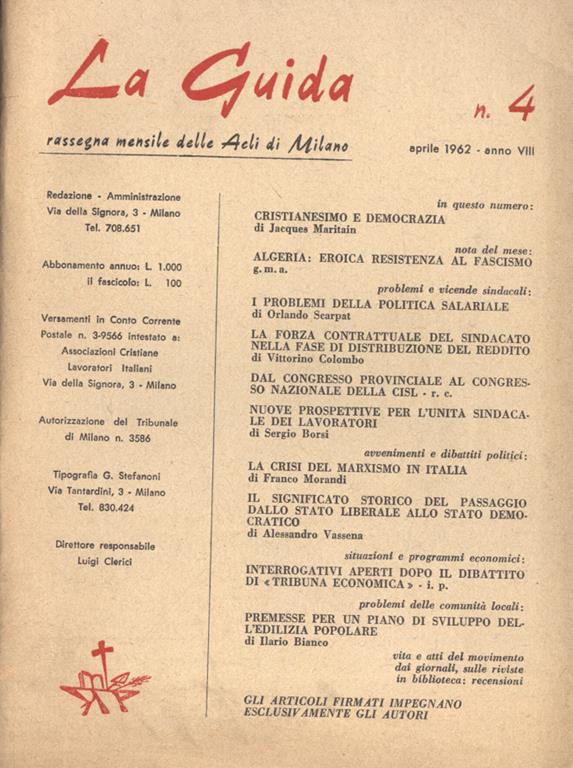 La Guida
n. 4
rassegna mensile delle Acli di Milano
aprile 1962 - anno VIII
Redazione - Amministrazione
Via della Signora, 3 - Milano
Tel. 708.651
Abbonamento annuo: L. 1.000
il fascicolo: L. 100
Versamenti in Conto Corrente
Postale n. 3-9566 intestato a:
Associazioni Cristiane
Lavoratori Italiani
Via della Signora, 3 - Milano
Autorizzazione del Tribunale
di Milano n. 3586
Tipografia G. Stefanoni
Via Tantardini, 3 - Milano
Tel. 830.424
Direttore responsabile
Luigi Clerici
in questo numero:
CRISTIANESIMO E DEMOCRAZIA
di Jacques Maritain
nota del mese:
ALGERIA: EROICA RESISTENZA AL FASCISMO
g. m. a.
problemi e vicende sindacali:
I PROBLEMI DELLA POLITICA SALARIALE
di Orlando Scarpat
LA FORZA CONTRATTUALE DEL SINDACATO
NELLA FASE DI DISTRIBUZIONE DEL REDDITO
di Vittorino Colombo
DAL CONGRESSO PROVINCIALE AL CONGRES-
SO NAZIONALE DELLA CISL - r. c.
NUOVE PROSPETTIVE PER L'UNITÀ SINDACA-
LE DEI LAVORATORI
di Sergio Borsi
avvenimenti e dibattiti politici:
LA CRISI DEL MARXISMO IN ITALIA
di Franco Morandi
IL SIGNIFICATO STORICO DEL PASSAGGIO
DALLO STATO LIBERALE ALLO STATO DEMO-
CRATICO
di Alessandro Vassena
situazioni e programmi economici:
INTERROGATIVI APERTI DOPO IL DIBATTITO
DI « TRIBUNA ECONOMICA » - i. p.
problemi delle comunità locali:
PREMESSE PER UN PIANO DI SVILUPPO DEL-
L'EDILIZIA POPOLARE
di Ilario Bianco
vita e atti del movimento
dai giornali, sulle riviste
in biblioteca: recensioni
GLI ARTICOLI FIRMATI IMPEGNANO
ESCLUSIVAMENTE GLI AUTORI